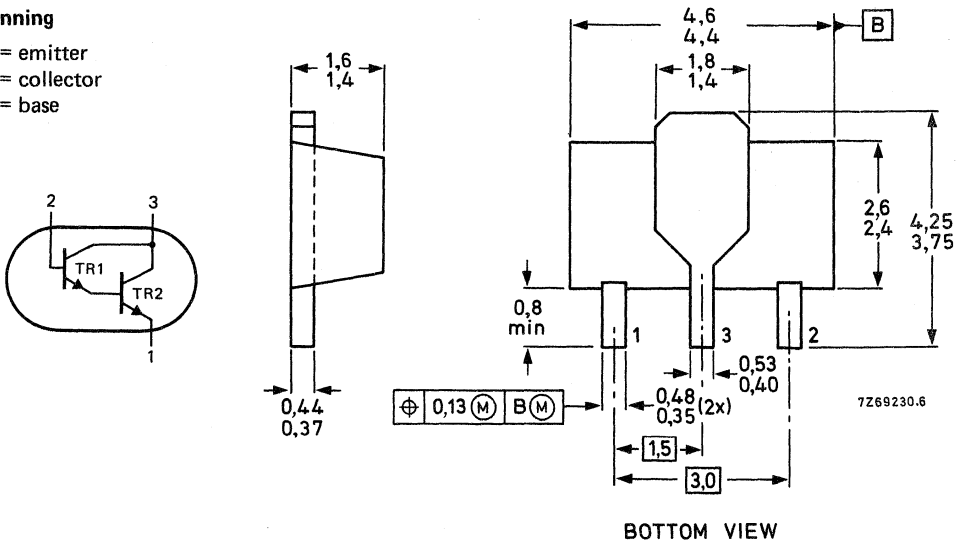 nning
= emitter
= collector
= base
2
3
TR1
TR2
1
1,6
1,4
0,44
0,37
4,6
4,4
B
1,8
1,4
2,6
2,4
4,25
3,75
0,8
min
1
3
2
0,53
0,40
0,13 M B M
0,48
0,35 (2x)
7Z69230.6
1,5
3,0
BOTTOM VIEW